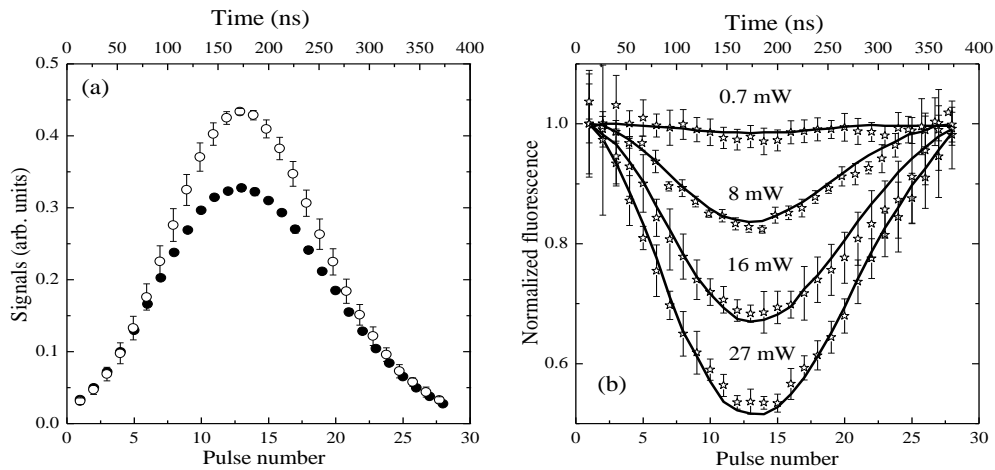 Time (ns)
0 50 100 150 200 250 300 350 400
0.5
0.4
0.3
0.2
0.1
0.0
Signals (arb. units)
(a)
0 5 10 15 20 25 30
Pulse number
Time (ns)
0 50 100 150 200 250 300 350 400
1.0
0.8
0.6
Normalized fluorescence
0.7 mW
8 mW
16 mW
27 mW
(b)
5 10 15 20 25 30
Pulse number